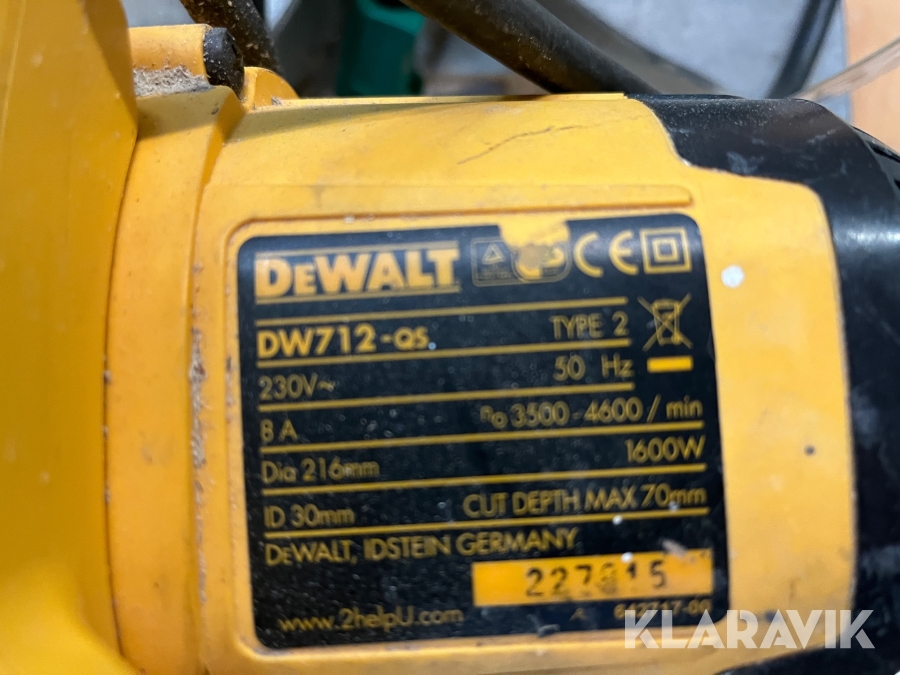 DEWALT
CE
DW712-QS
TYPE 2
230V~
50 Hz
8 A
n₀ 3500-4600 / min
Dia 216mm
1600W
ID 30mm
CUT DEPTH MAX 70mm
DEWALT, IDSTEIN GERMANY
www.2helpU.com
KLARAVIK